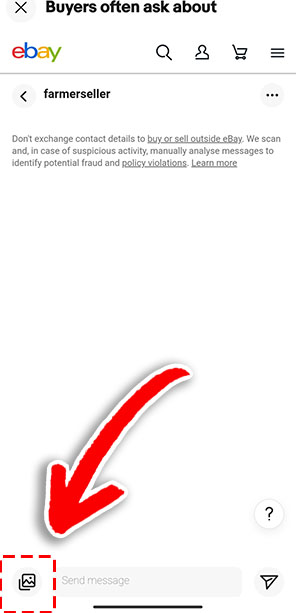 Buyers often ask about
ebay
farmerseller
Don't exchange contact details to buy or sell outside eBay. We scan
and, in case of suspicious activity, manually analyse messages to
identify potential fraud and policy violations. Learn more
?
Send message